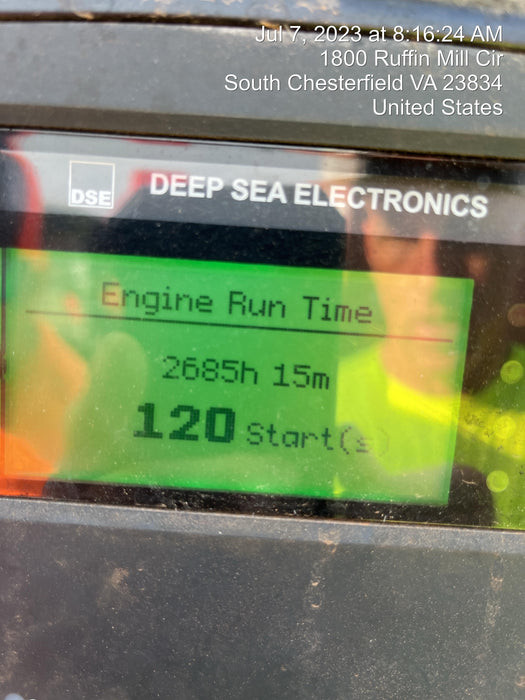 Jul 7, 2023 at 8:16:24 AM
1800 Ruffin Mill Cir
South Chesterfield VA 23834
United States
DSE DEEP SEA ELECTRONICS
Engine Run Time
2685h 15m
120 Start(s)